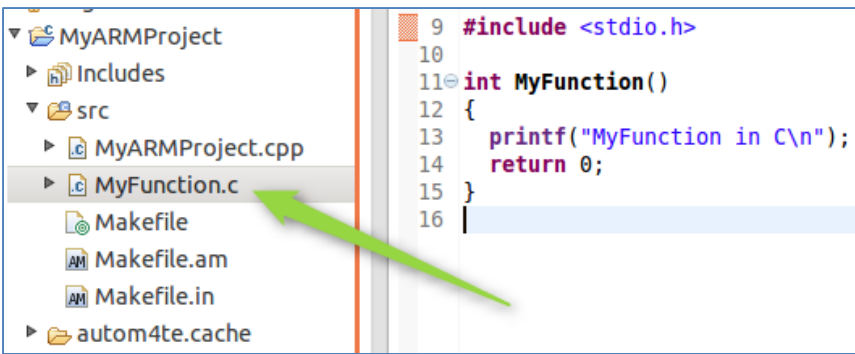 MyARMProject
Includes
src
MyARMProject.cpp
MyFunction.c
Makefile
Makefile.am
Makefile.in
autom4te.cache
9 #include <stdio.h>
10
11 int MyFunction()
12 {
13 printf("MyFunction in C\n");
14 return 0;
15 }
16